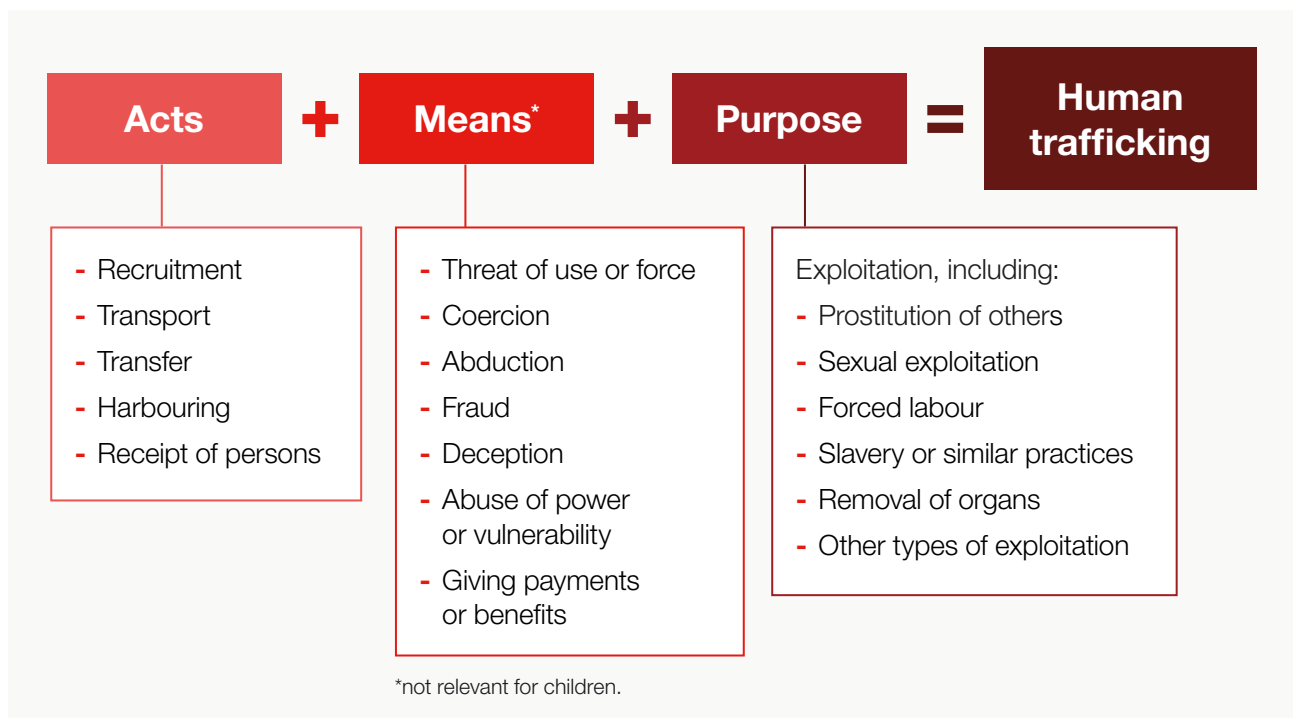 Acts
+
Means*
+
Purpose
=
Human
trafficking
- Recruitment
- Transport
- Transfer
- Harbouring
- Receipt of persons
- Threat of use or force
- Coercion
- Abduction
- Fraud
- Deception
- Abuse of power
or vulnerability
- Giving payments
or benefits
*not relevant for children.
Exploitation, including:
- Prostitution of others
- Sexual exploitation
- Forced labour
- Slavery or similar practices
- Removal of organs
- Other types of exploitation